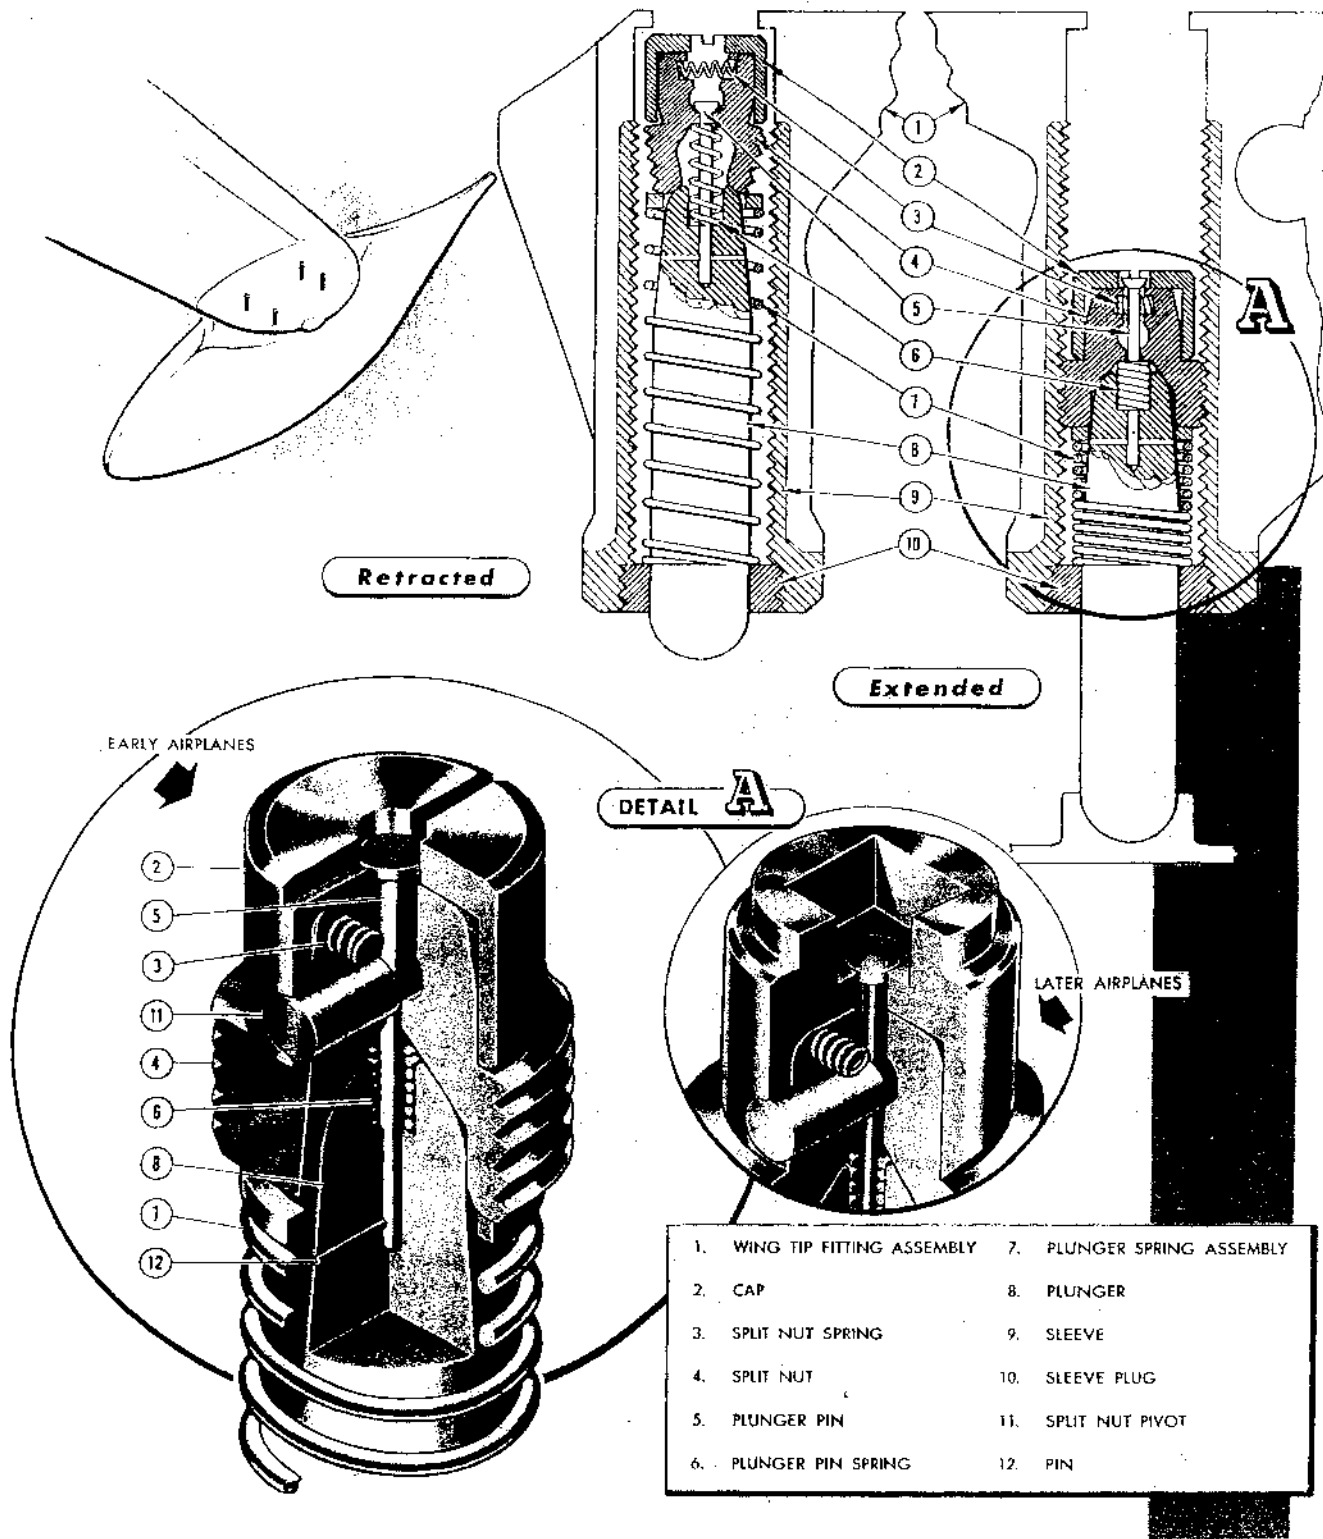 1
2
3
4
5
6
7
8
9
10
A
Retracted
Extended
EARLY AIRPLANES
DETAIL A
2
5
3
11
4
6
8
7
12
LATER AIRPLANES
1. WING TIP FITTING ASSEMBLY
2. CAP
3. SPLIT NUT SPRING
4. SPLIT NUT
5. PLUNGER PIN
6. PLUNGER PIN SPRING
7. PLUNGER SPRING ASSEMBLY
8. PLUNGER
9. SLEEVE
10. SLEEVE PLUG
11. SPLIT NUT PIVOT
12. PIN